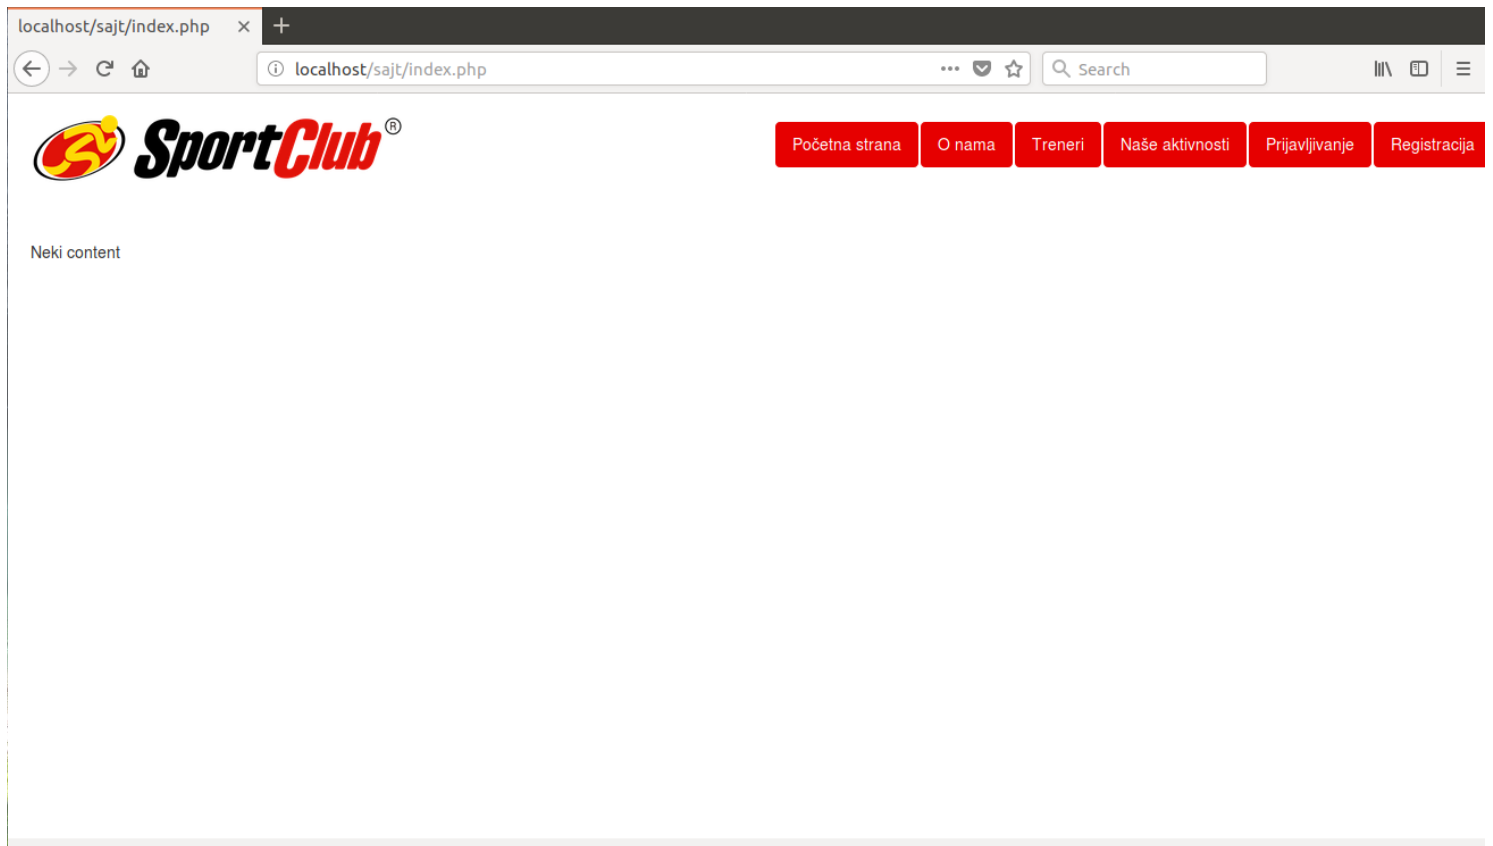 localhost/sajt/index.php
localhost/sajt/index.php
Search
SportClub®
Početna strana
O nama
Treneri
Naše aktivnosti
Prijavljivanje
Registracija
Neki content